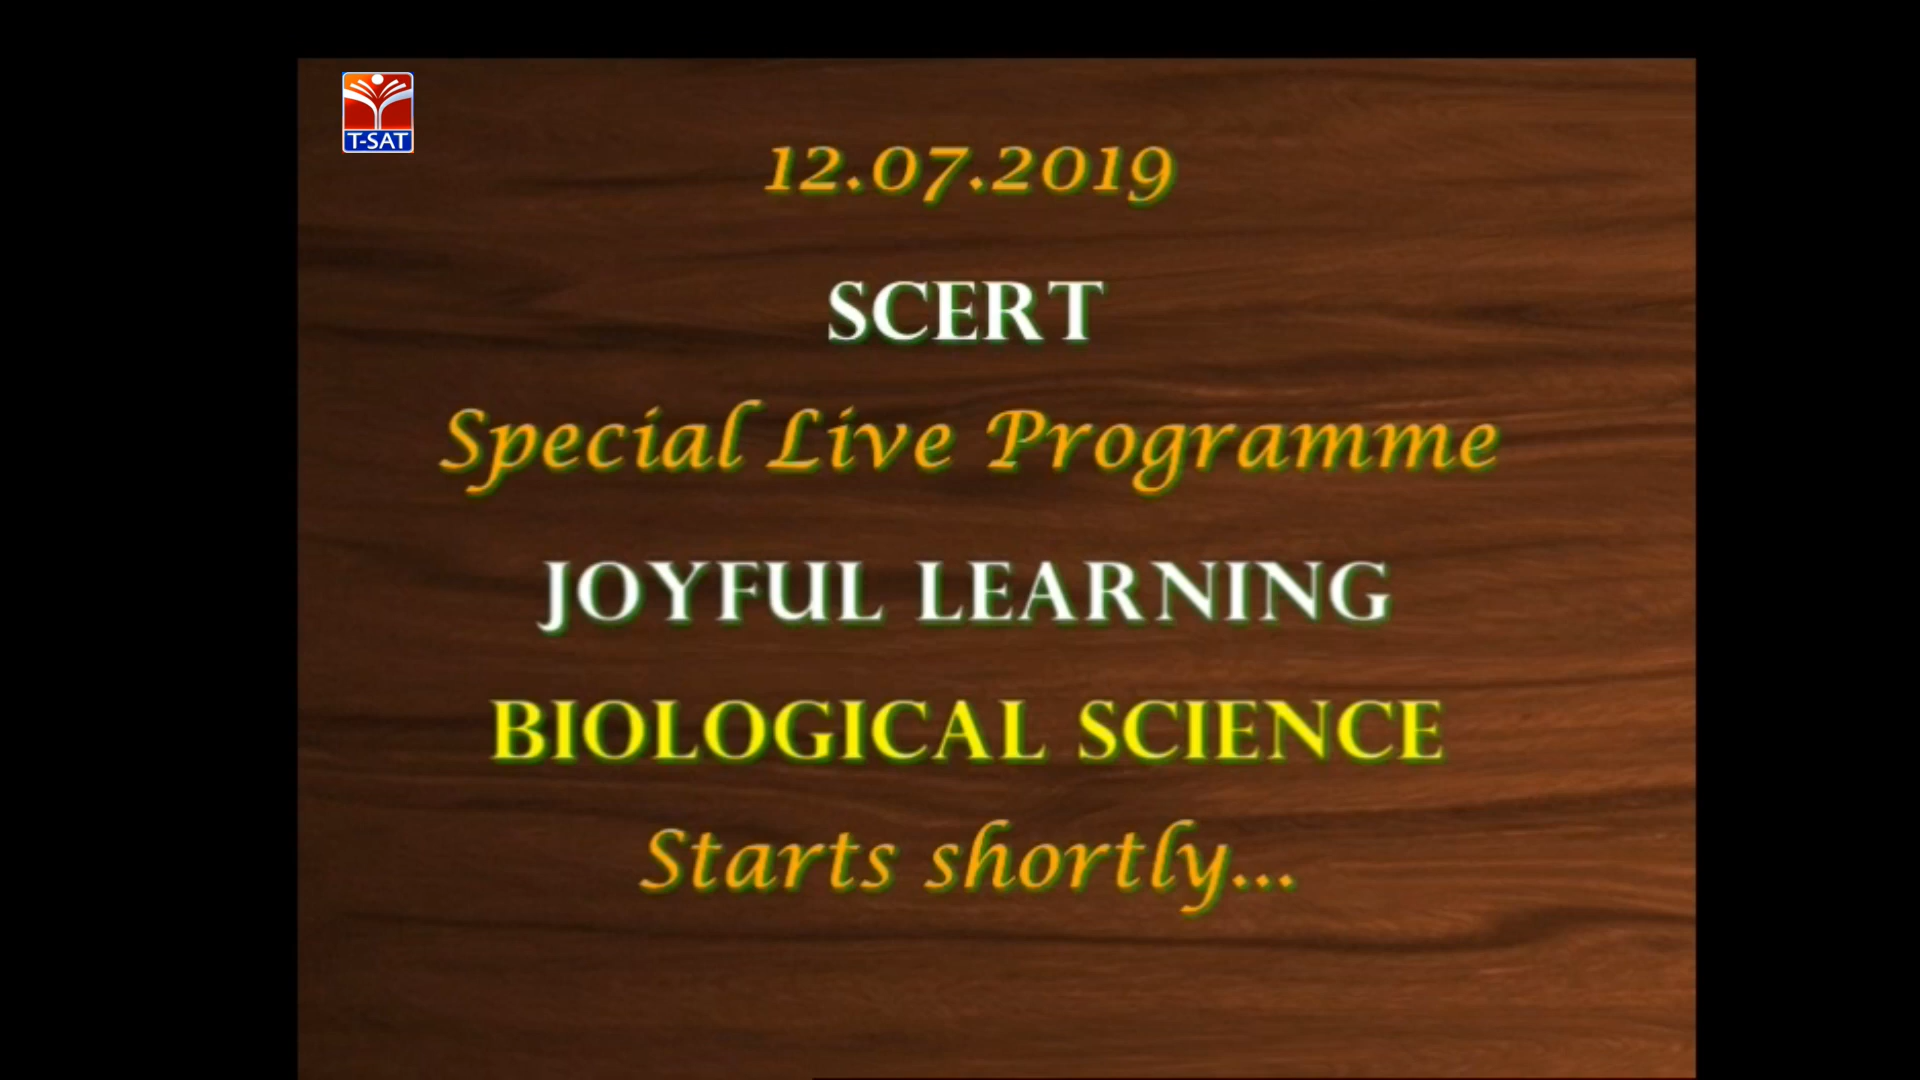 T-SAT
12.07.2019
SCERT
Special Live Programme
JOYFUL LEARNING
BIOLOGICAL SCIENCE
Starts shortly...